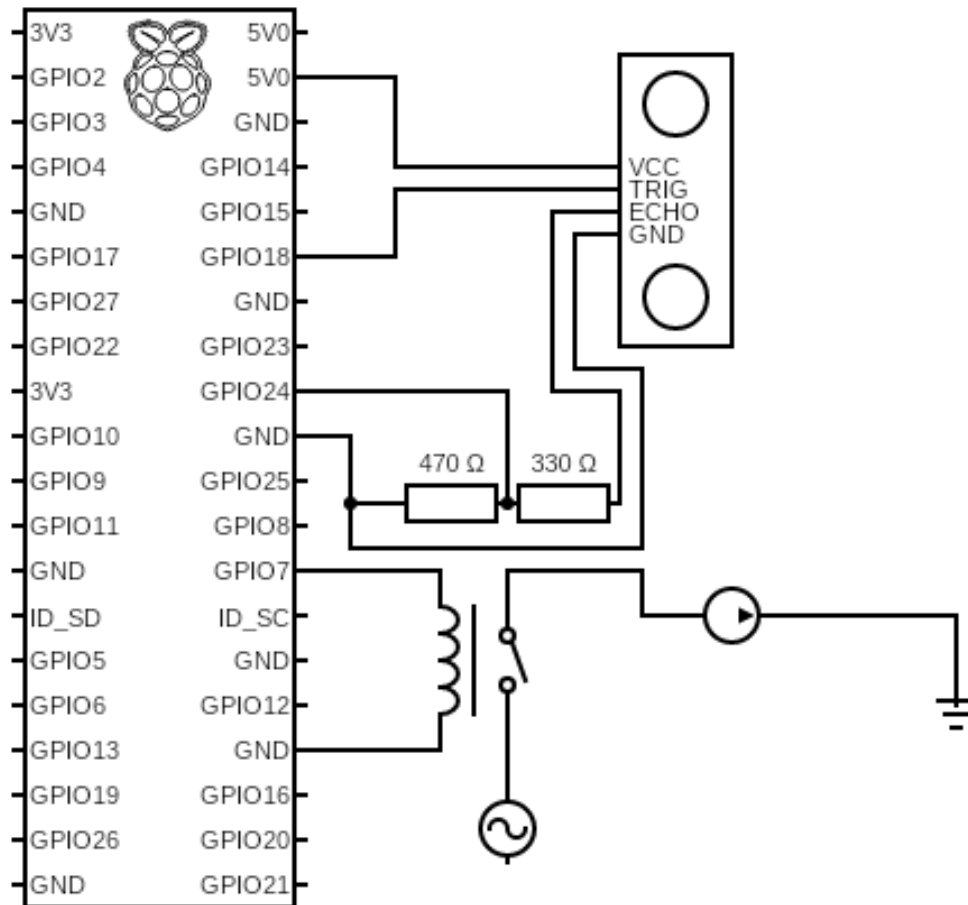 3V3 5V0
GPIO2 5V0
GPIO3 GND
GPIO4 GPIO14
GND GPIO15
GPIO17 GPIO18
GPIO27 GND
GPIO22 GPIO23
3V3 GPIO24
GPIO10 GND
GPIO9 GPIO25
GPIO11 GPIO8
GND GPIO7
ID_SD ID_SC
GPIO5 GND
GPIO6 GPIO12
GPIO13 GND
GPIO19 GPIO16
GPIO26 GPIO20
GND GPIO21
VCC
TRIG
ECHO
GND
470 Ω 330 Ω